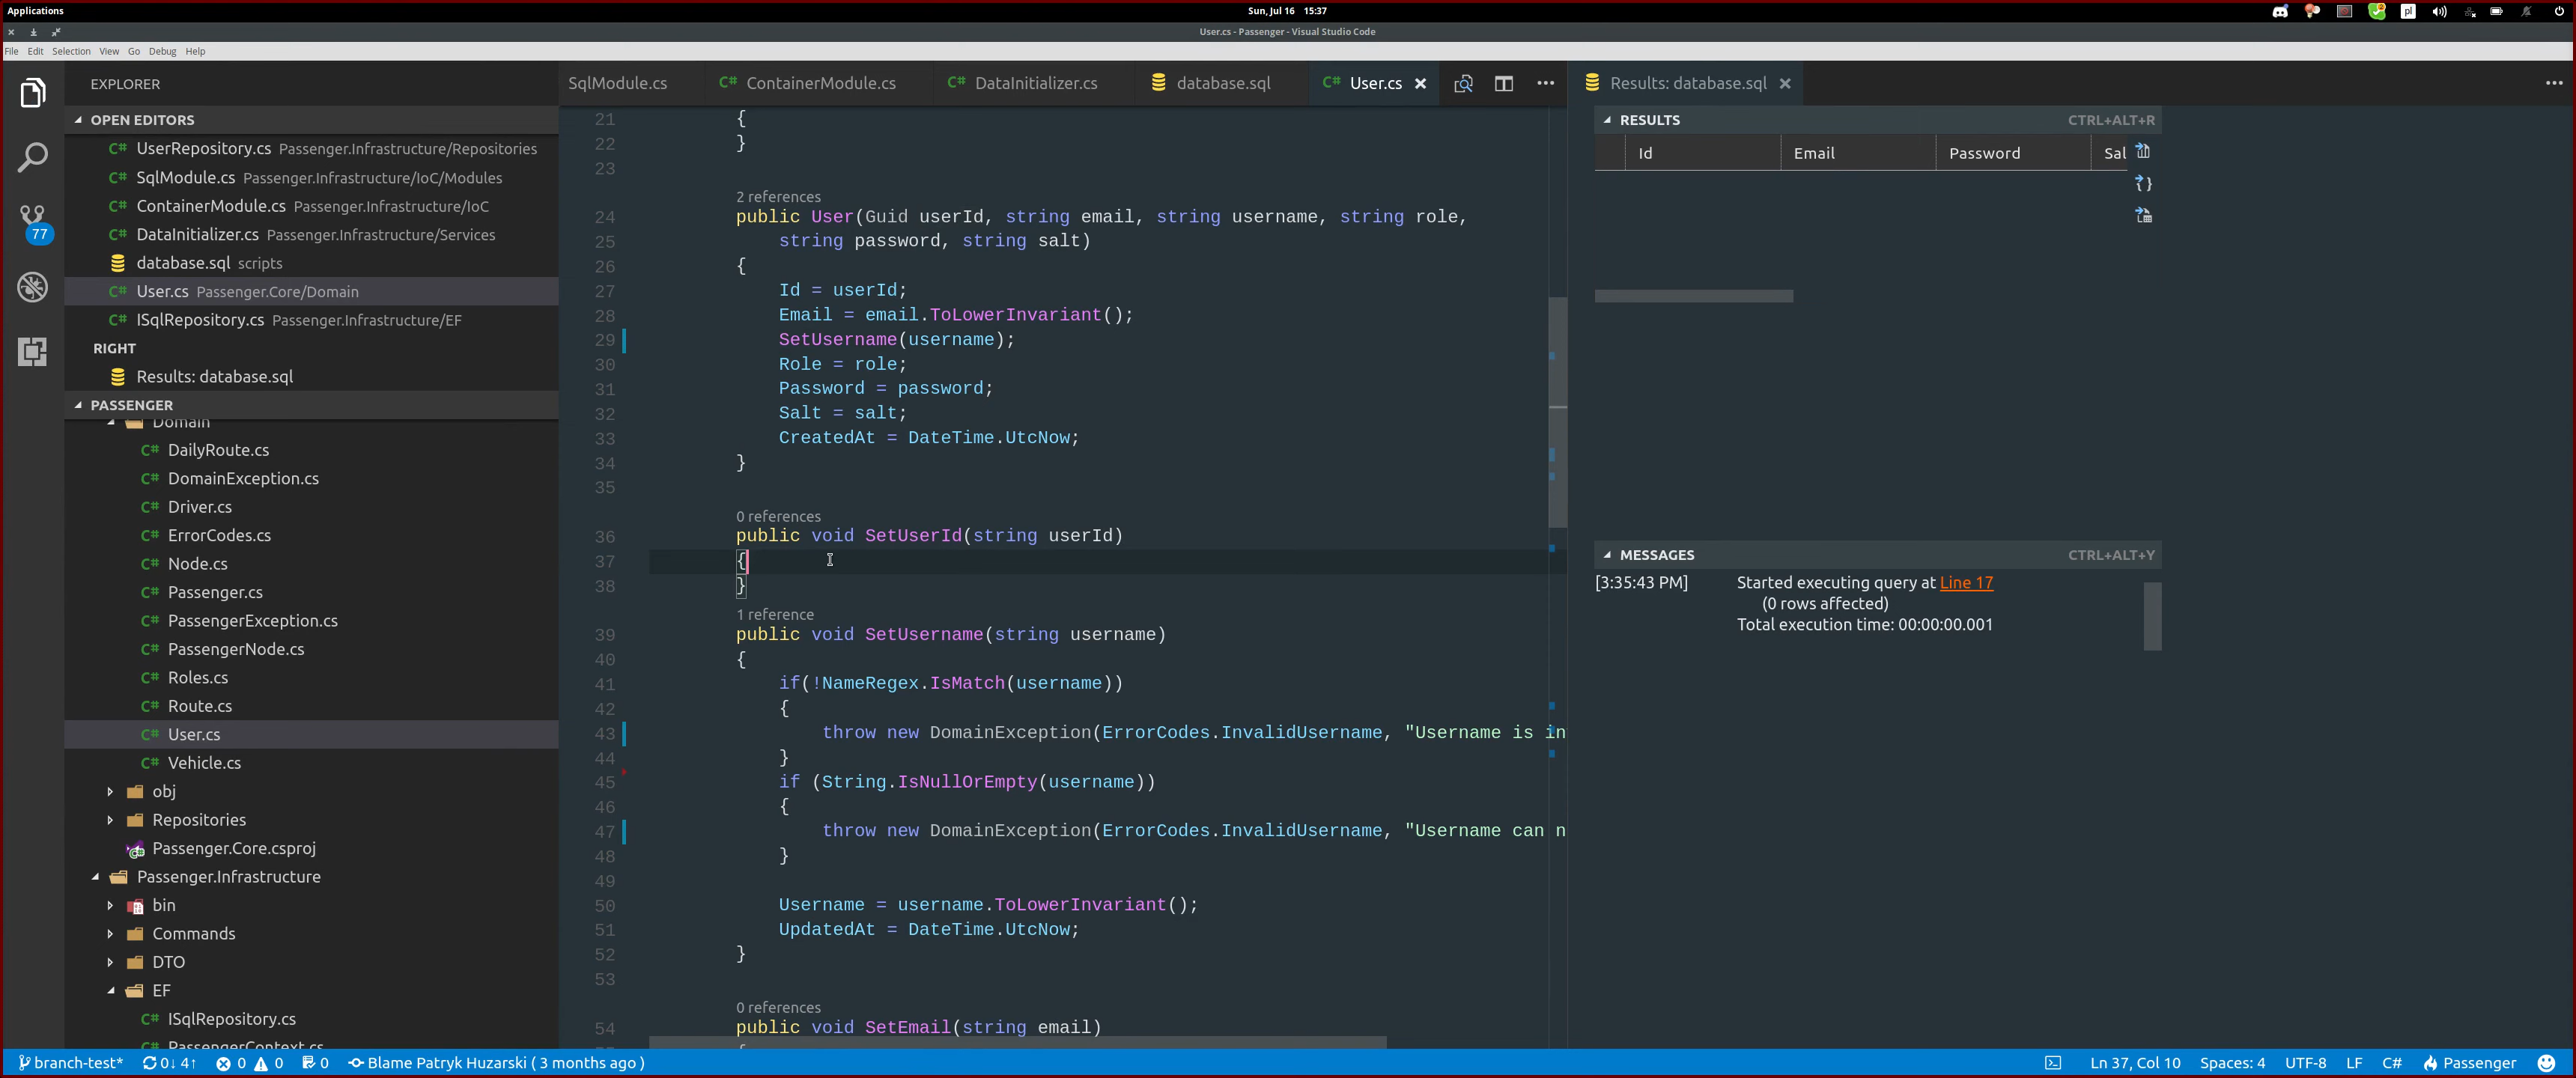 Applications
Sun, Jul 16 15:37
pl
User.cs - Passenger - Visual Studio Code
File Edit Selection View Go Debug Help
EXPLORER
OPEN EDITORS
C# UserRepository.cs Passenger.Infrastructure/Repositories
C# SqlModule.cs Passenger.Infrastructure/IoC/Modules
C# ContainerModule.cs Passenger.Infrastructure/IoC
77
C# DataInitializer.cs Passenger.Infrastructure/Services
database.sql scripts
C# User.cs Passenger.Core/Domain
C# ISqlRepository.cs Passenger.Infrastructure/EF
RIGHT
Results: database.sql
PASSENGER
Domain
C# DailyRoute.cs
C# DomainException.cs
C# Driver.cs
C# ErrorCodes.cs
C# Node.cs
C# Passenger.cs
C# PassengerException.cs
C# PassengerNode.cs
C# Roles.cs
C# Route.cs
C# User.cs
C# Vehicle.cs
obj
Repositories
Passenger.Core.csproj
Passenger.Infrastructure
bin
Commands
DTO
EF
C# ISqlRepository.cs
PassengerContext.cs
SqlModule.cs C# ContainerModule.cs C# DataInitializer.cs database.sql C# User.cs
21 {
22 }
23
2 references
24 public User(Guid userId, string email, string username, string role,
25 string password, string salt)
26 {
27 Id = userId;
28 Email = email.ToLowerInvariant();
29 SetUsername(username);
30 Role = role;
31 Password = password;
32 Salt = salt;
33 CreatedAt = DateTime.UtcNow;
34 }
35
0 references
36 public void SetUserId(string userId)
37 {
38 }
1 reference
39 public void SetUsername(string username)
40 {
41 if(!NameRegex.IsMatch(username))
42 {
43 throw new DomainException(ErrorCodes.InvalidUsername, "Username is in
44 }
45 if (String.IsNullOrEmpty(username))
46 {
47 throw new DomainException(ErrorCodes.InvalidUsername, "Username can n
48 }
49
50 Username = username.ToLowerInvariant();
51 UpdatedAt = DateTime.UtcNow;
52 }
53
0 references
54 public void SetEmail(string email)
Results: database.sql
RESULTS CTRL+ALT+R
Id Email Password Sal
MESSAGES CTRL+ALT+Y
[3:35:43 PM] Started executing query at Line 17
(0 rows affected)
Total execution time: 00:00:00.001
branch-test* 0↓ 4↑ 0 0 0 Blame Patryk Huzarski ( 3 months ago ) Ln 37, Col 10 Spaces: 4 UTF-8 LF C# Passenger